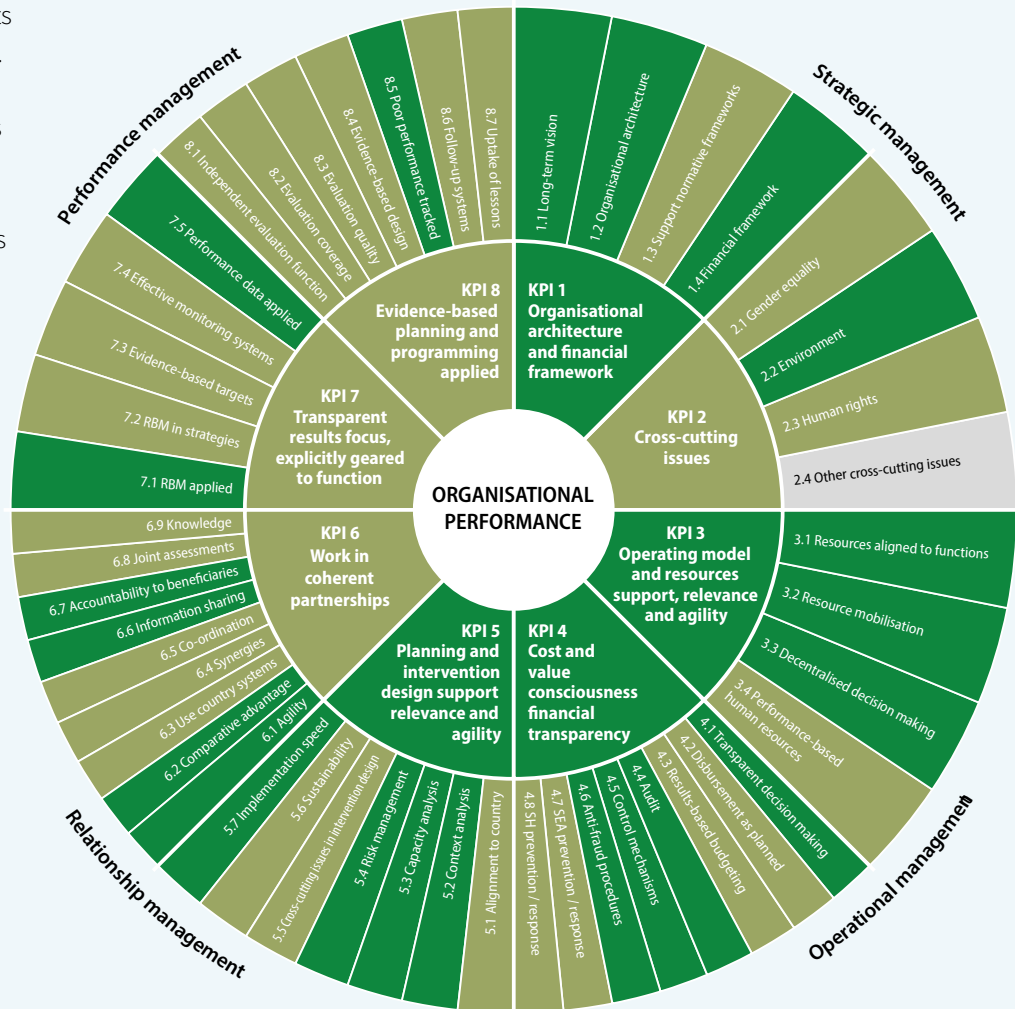 Performance management
Strategic management
Operational management
Relationship management
ORGANISATIONAL
PERFORMANCE
KPI 1
Organisational
architecture
and financial
framework
1.1 Long-term vision
1.2 Organisational architecture
1.3 Support normative frameworks
1.4 Financial framework
KPI 2
Cross-cutting
issues
2.1 Gender equality
2.2 Environment
2.3 Human rights
2.4 Other cross-cutting issues
KPI 3
Operating model
and resources
support, relevance
and agility
3.1 Resources aligned to functions
3.2 Resource mobilisation
3.3 Decentralised decision making
3.4 Performance-based
human resources
KPI 4
Cost and
value
consciousness
financial
transparency
4.1 Transparent decision making
4.2 Disbursement as planned
4.3 Results-based budgeting
4.4 Audit
4.5 Control mechanisms
4.6 Anti-fraud procedures
4.7 SEA prevention / response
4.8 SH prevention / response
KPI 5
Planning and
intervention
design support
relevance and
agility
5.1 Alignment to country
5.2 Context analysis
5.3 Capacity analysis
5.4 Risk management
5.5 Cross-cutting issues in intervention design
5.6 Sustainability
5.7 Implementation speed
KPI 6
Work in
coherent
partnerships
6.1 Agility
6.2 Comparative advantage
6.3 Use country systems
6.4 Synergies
6.5 Co-ordination
6.6 Information sharing
6.7 Accountability to beneficiaries
6.8 Joint assessments
6.9 Knowledge
KPI 7
Transparent
results focus,
explicitly geared
to function
7.1 RBM applied
7.2 RBM in strategies
7.3 Evidence-based targets
7.4 Effective monitoring systems
7.5 Performance data applied
KPI 8
Evidence-based
planning and
programming
applied
8.1 Independent evaluation function
8.2 Evaluation coverage
8.3 Evaluation quality
8.4 Evidence-based design
8.5 Poor performance tracked
8.6 Follow-up systems
8.7 Uptake of lessons